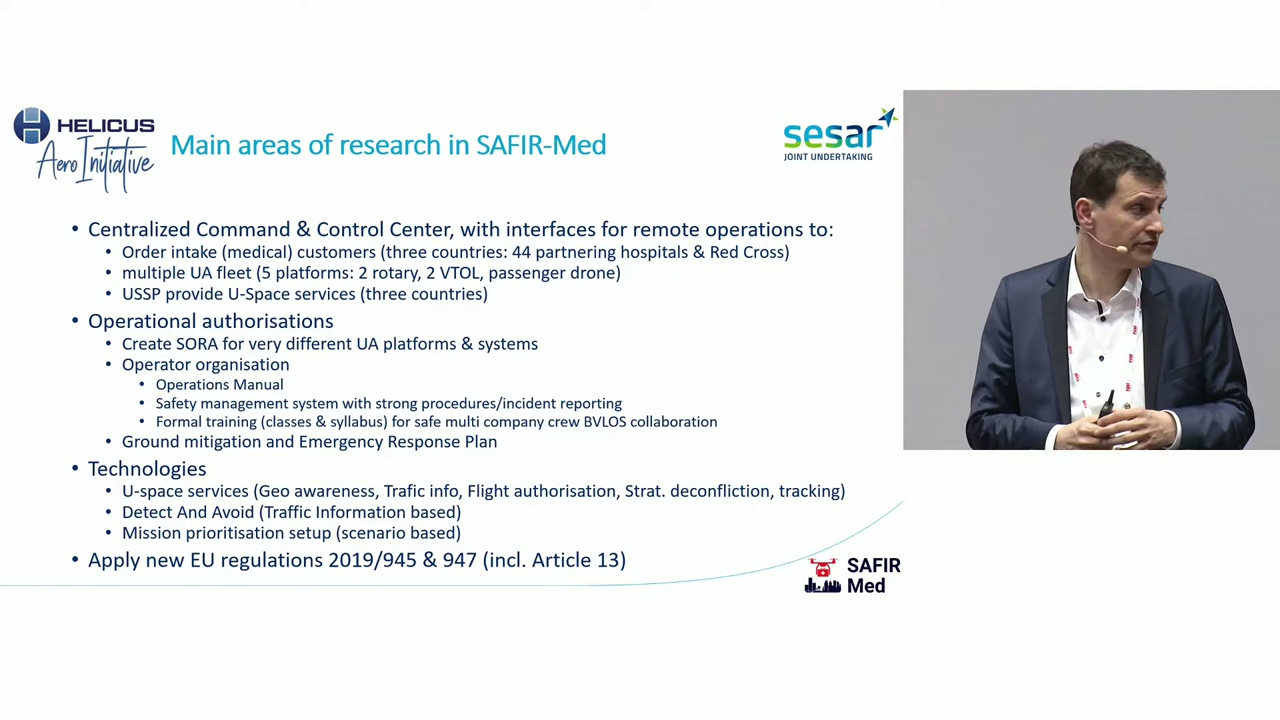 HELICUS
Aero Initiative
Main areas of research in SAFIR-Med
sesar
JOINT UNDERTAKING
• Centralized Command & Control Center, with interfaces for remote operations to:
• Order intake (medical) customers (three countries: 44 partnering hospitals & Red Cross)
• multiple UA fleet (5 platforms: 2 rotary, 2 VTOL, passenger drone)
• USSP provide U-Space services (three countries)
• Operational authorisations
• Create SORA for very different UA platforms & systems
• Operator organisation
• Operations Manual
• Safety management system with strong procedures/incident reporting
• Formal training (classes & syllabus) for safe multi company crew BVLOS collaboration
• Ground mitigation and Emergency Response Plan
• Technologies
• U-space services (Geo awareness, Trafic info, Flight authorisation, Strat. deconfliction, tracking)
• Detect And Avoid (Traffic Information based)
• Mission prioritisation setup (scenario based)
• Apply new EU regulations 2019/945 & 947 (incl. Article 13)
SAFIR
Med